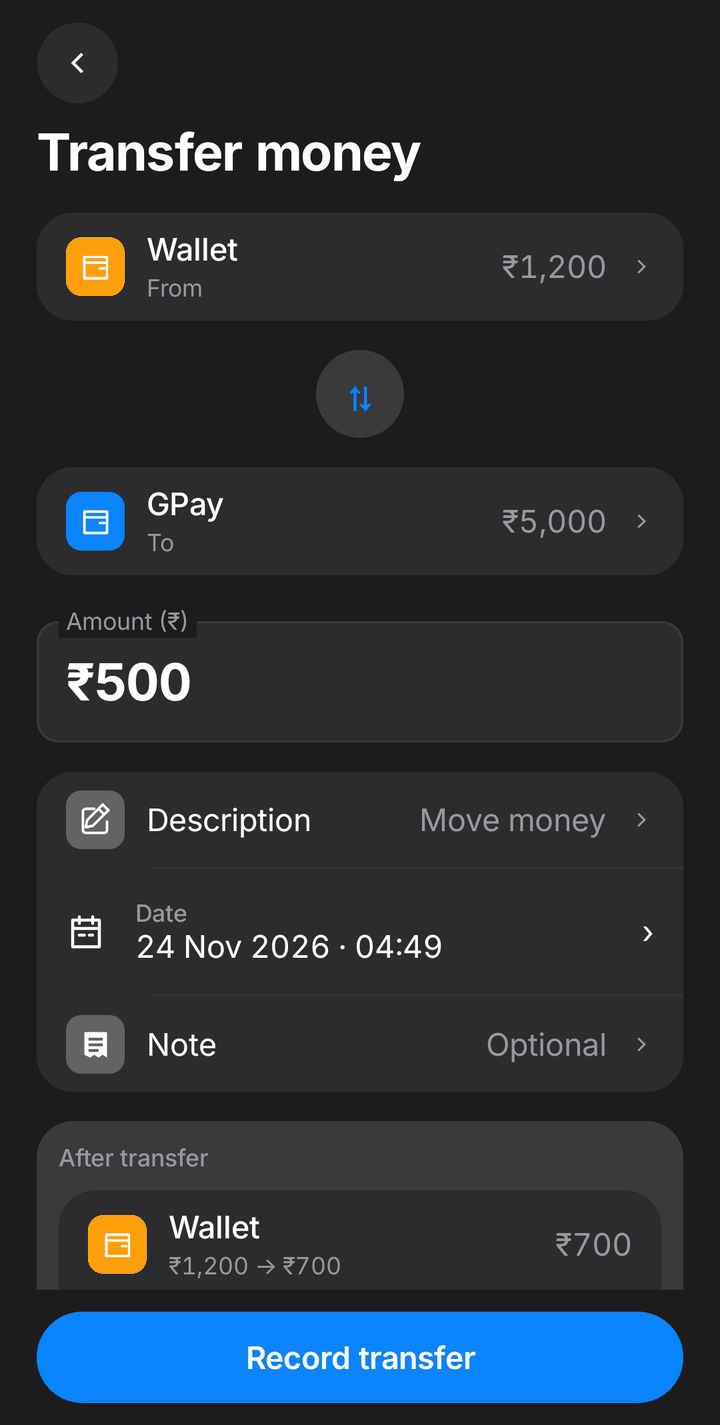 Transfer money
Wallet
From
₹1,200
GPay
To
₹5,000
Amount (₹)
₹500
Description
Move money
Date
24 Nov 2026 · 04:49
Note
Optional
After transfer
Wallet
₹1,200 → ₹700
₹700
Record transfer